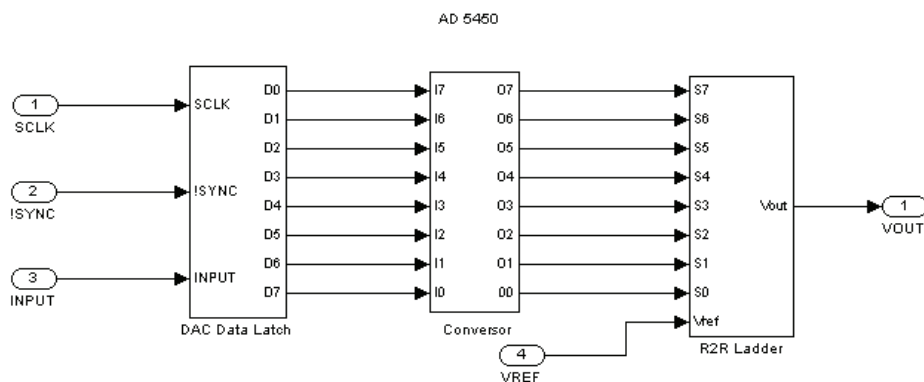 AD 5450
1
SCLK
2
!SYNC
3
INPUT
SCLK
!SYNC
INPUT
D0
D1
D2
D3
D4
D5
D6
D7
DAC Data Latch
I7
I6
I5
I4
I3
I2
I1
I0
O7
O6
O5
O4
O3
O2
O1
O0
Conversor
4
VREF
S7
S6
S5
S4
S3
S2
S1
S0
Vref
Vout
R2R Ladder
1
VOUT